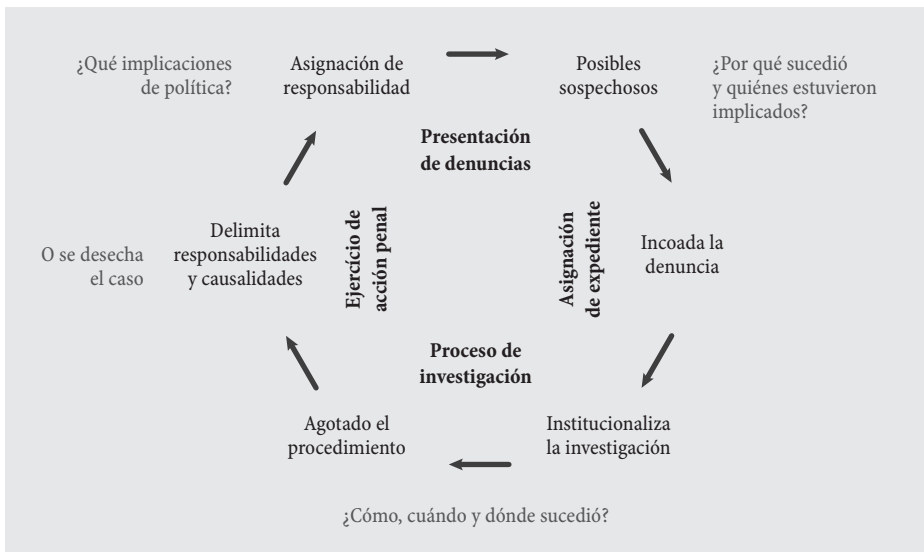 ¿Qué implicaciones
de política?
Asignación de
responsabilidad
Posibles
sospechosos
¿Por qué sucedió
y quiénes estuvieron
implicados?
Presentación
de denuncias
O se desecha
el caso
Delimita
responsabilidades
y causalidades
Ejercicio de
acción penal
Asignación
de expediente
Incoada la
denuncia
Proceso de
investigación
Agotado el
procedimiento
Institucionaliza
la investigación
¿Cómo, cuándo y dónde sucedió?